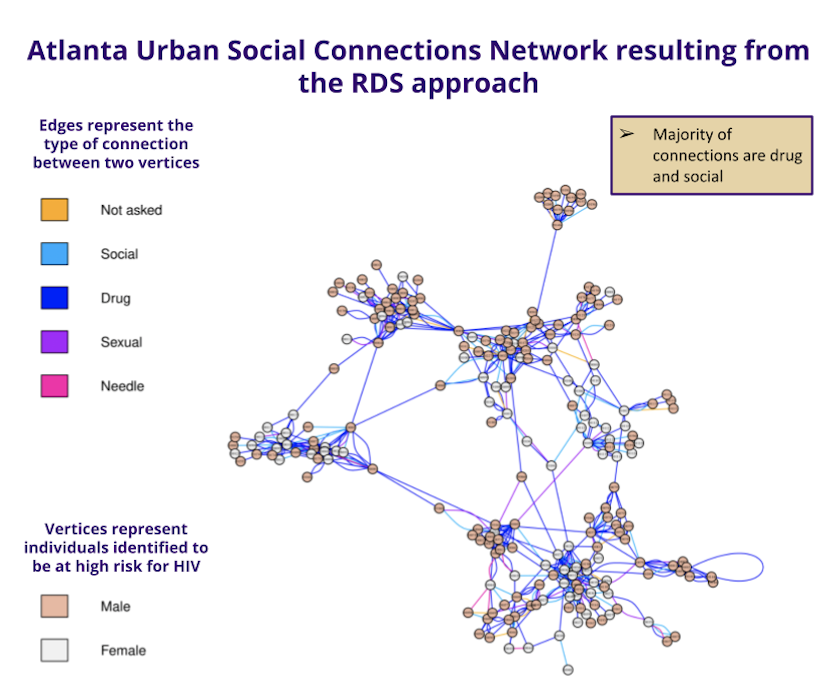 Atlanta Urban Social Connections Network resulting from
the RDS approach
Edges represent the
type of connection
between two vertices
Not asked
Social
Drug
Sexual
Needle
➢ Majority of
connections are drug
and social
Vertices represent
individuals identified to
be at high risk for HIV
Male
Female